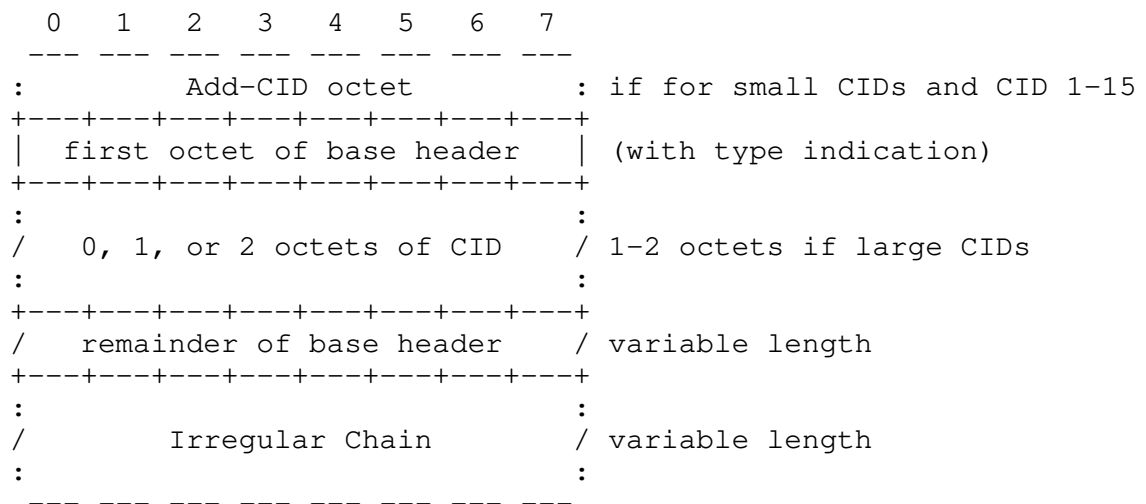 0   1   2   3   4   5   6   7
--- --- --- --- --- --- --- ---
:         Add-CID octet         : if for small CIDs and CID 1-15
+---+---+---+---+---+---+---+---+
|  first octet of base header   | (with type indication)
+---+---+---+---+---+---+---+---+
:                               :
/   0, 1, or 2 octets of CID    / 1-2 octets if large CIDs
:                               :
+---+---+---+---+---+---+---+---+
/   remainder of base header    / variable length
+---+---+---+---+---+---+---+---+
:                               :
/        Irregular Chain        / variable length
:                               :
--- --- --- --- --- --- --- ---